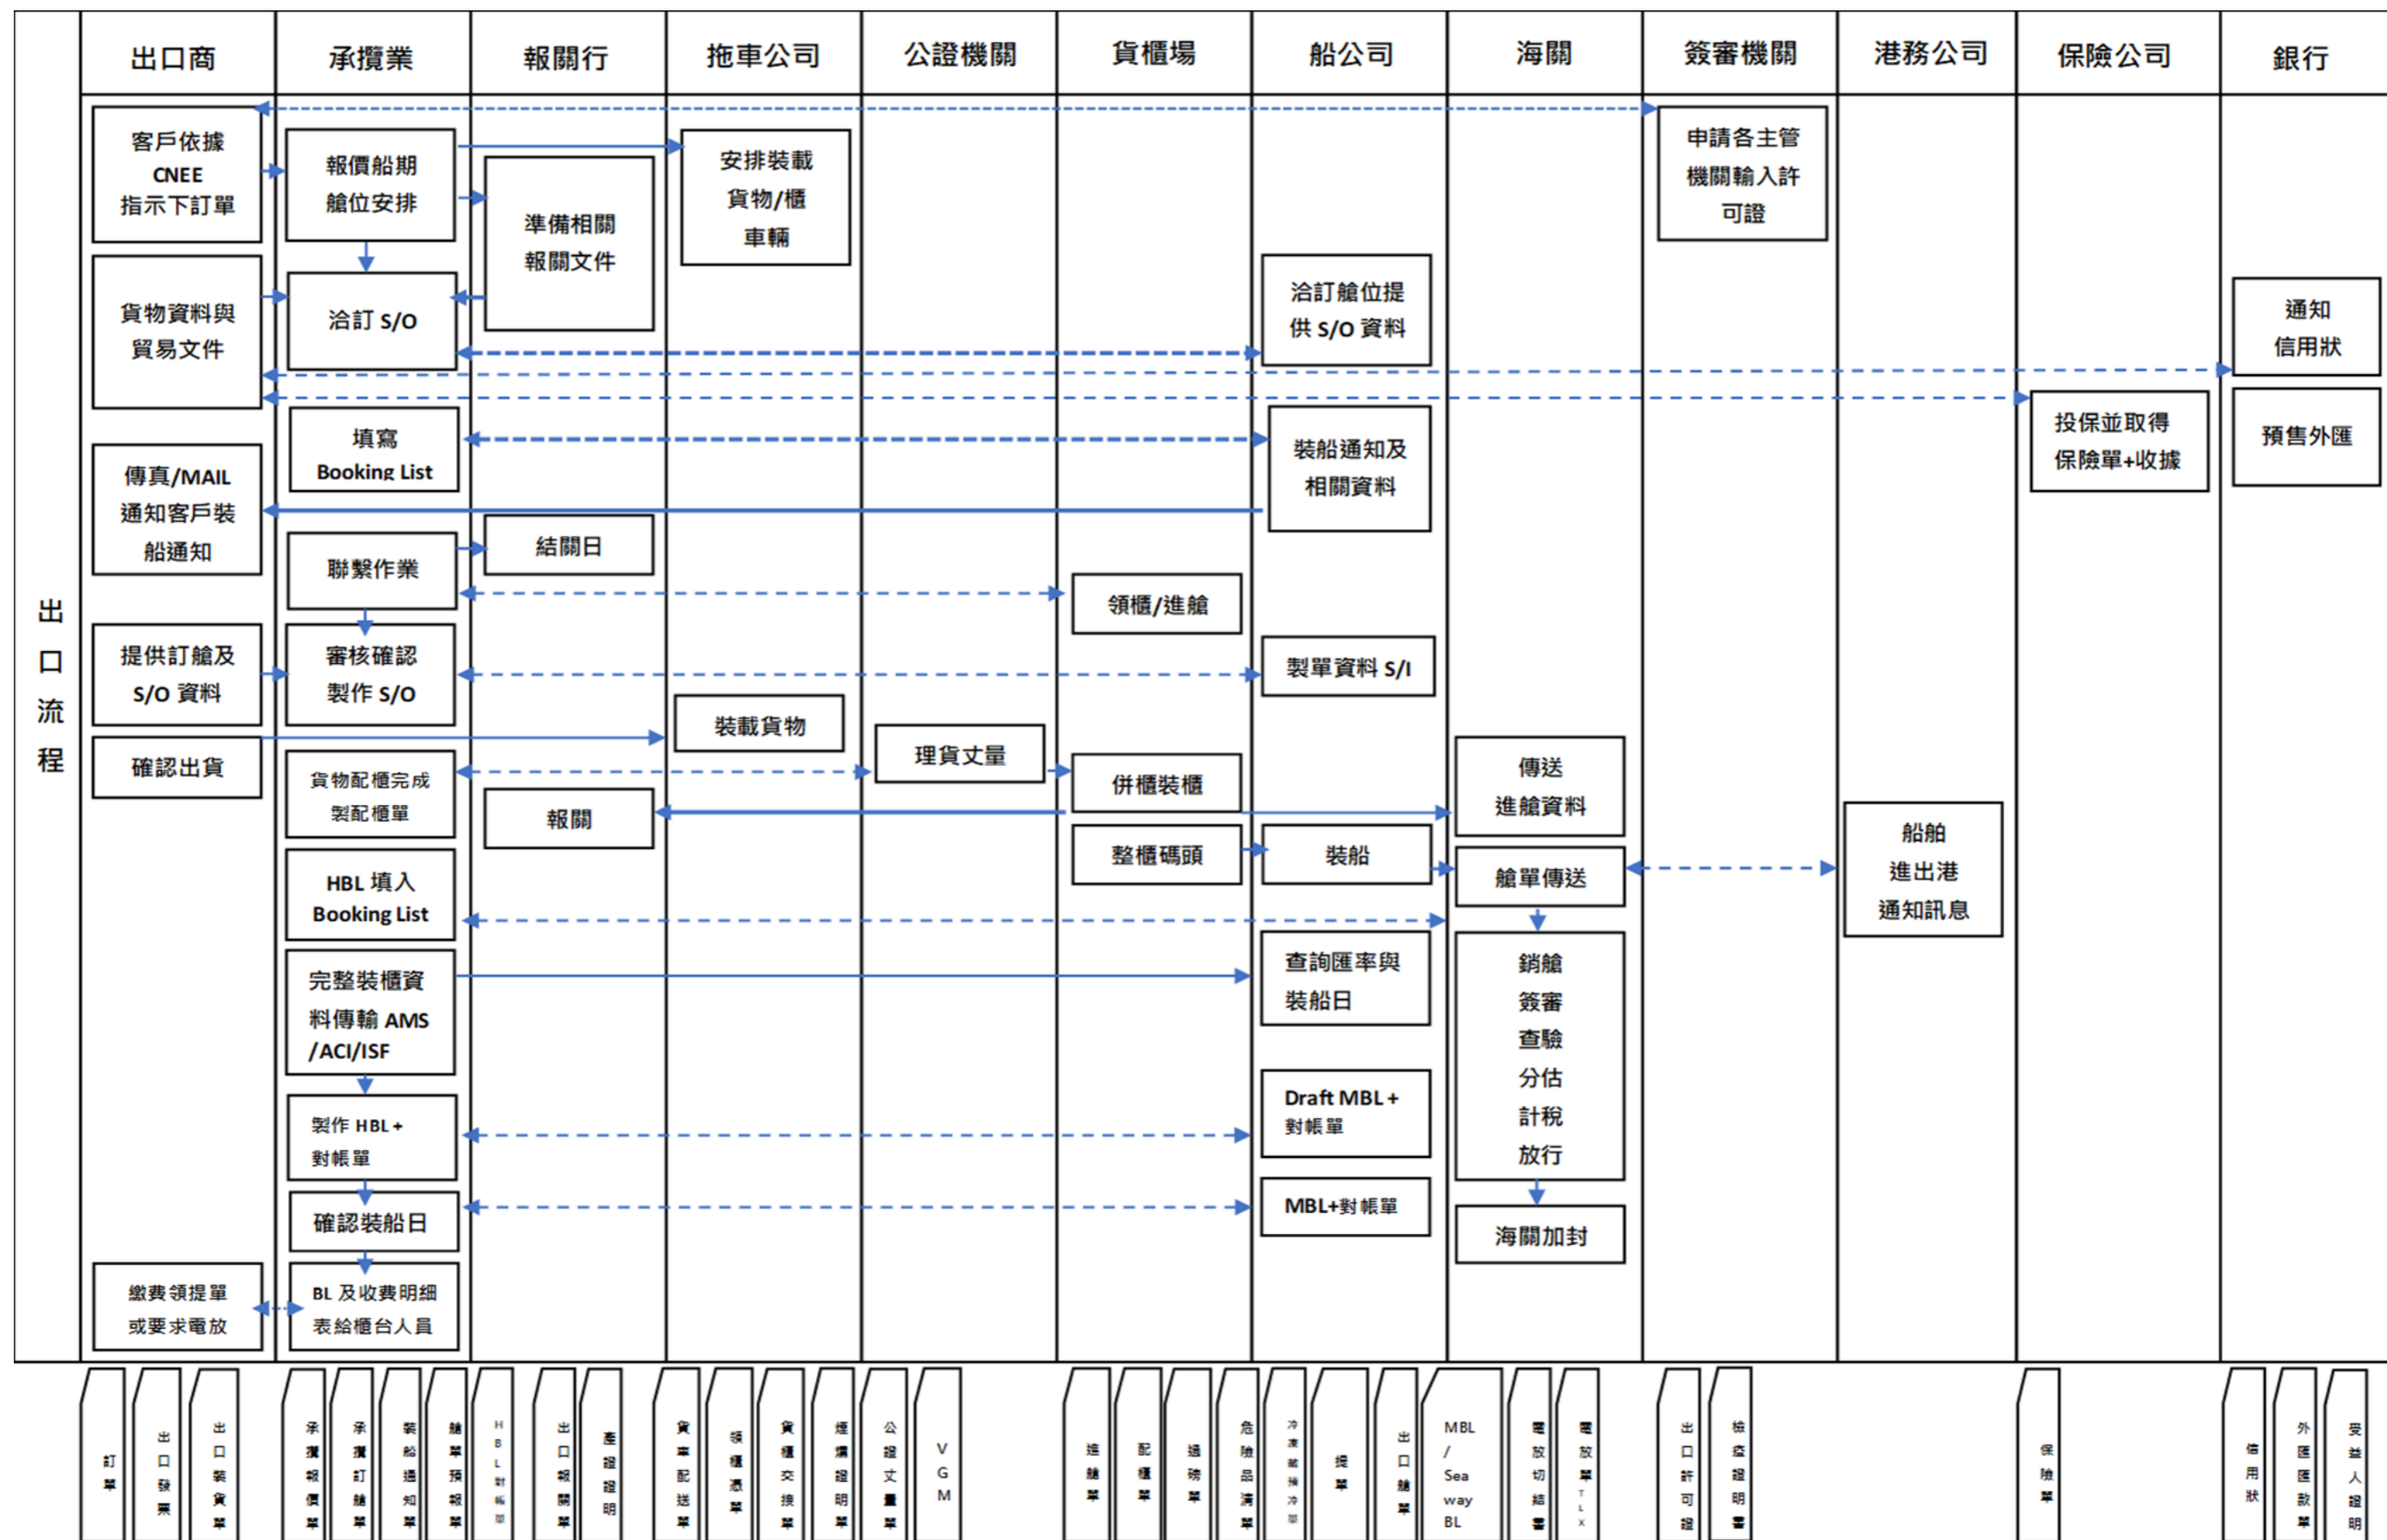 出口商
承攬業
報關行
拖車公司
公證機關
貨櫃場
船公司
海關
簽審機關
港務公司
保險公司
銀行
出口流程
客戶依據
CNEE
指示下訂單
報價船期
艙位安排
準備相關
報關文件
安排裝載
貨物/櫃
車輛
申請各主管
機關輸入許
可證
貨物資料與
貿易文件
洽訂 S/O
洽訂艙位提
供 S/O 資料
通知
信用狀
填寫
Booking List
裝船通知及
相關資料
投保並取得
保險單+收據
預售外匯
傳真/MAIL
通知客戶裝
船通知
聯繫作業
結關日
領櫃/進艙
提供訂艙及
S/O 資料
審核確認
製作 S/O
製單資料 S/I
裝載貨物
理貨丈量
確認出貨
貨物配櫃完成
製配櫃單
報關
併櫃裝櫃
傳送
進艙資料
整櫃碼頭
裝船
艙單傳送
船舶
進出港
通知訊息
HBL 填入
Booking List
完整裝櫃資
料傳輸 AMS
/ACI/ISF
查詢匯率與
裝船日
銷艙
簽審
查驗
分估
計稅
放行
製作 HBL +
對帳單
Draft MBL +
對帳單
確認裝船日
MBL+對帳單
海關加封
繳費領提單
或要求電放
BL 及收費明細
表給櫃台人員
訂單
出口發票
出口裝貨單
承攬報價單
承攬訂艙單
裝船通知單
艙單預報單
HBL對帳單
出口報關單
產證證明
貨車配送單
領櫃憑單
貨櫃交接單
煙燻證明單
公證丈量單
VGM
進艙單
配櫃單
過磅單
危險品清單
冷凍藏預冷單
提單
出口艙單
MBL
/
Sea
way
BL
電放切結書
電放單TLX
出口許可證
檢疫證明書
保險單
信用狀
外匯匯款單
受益人證明